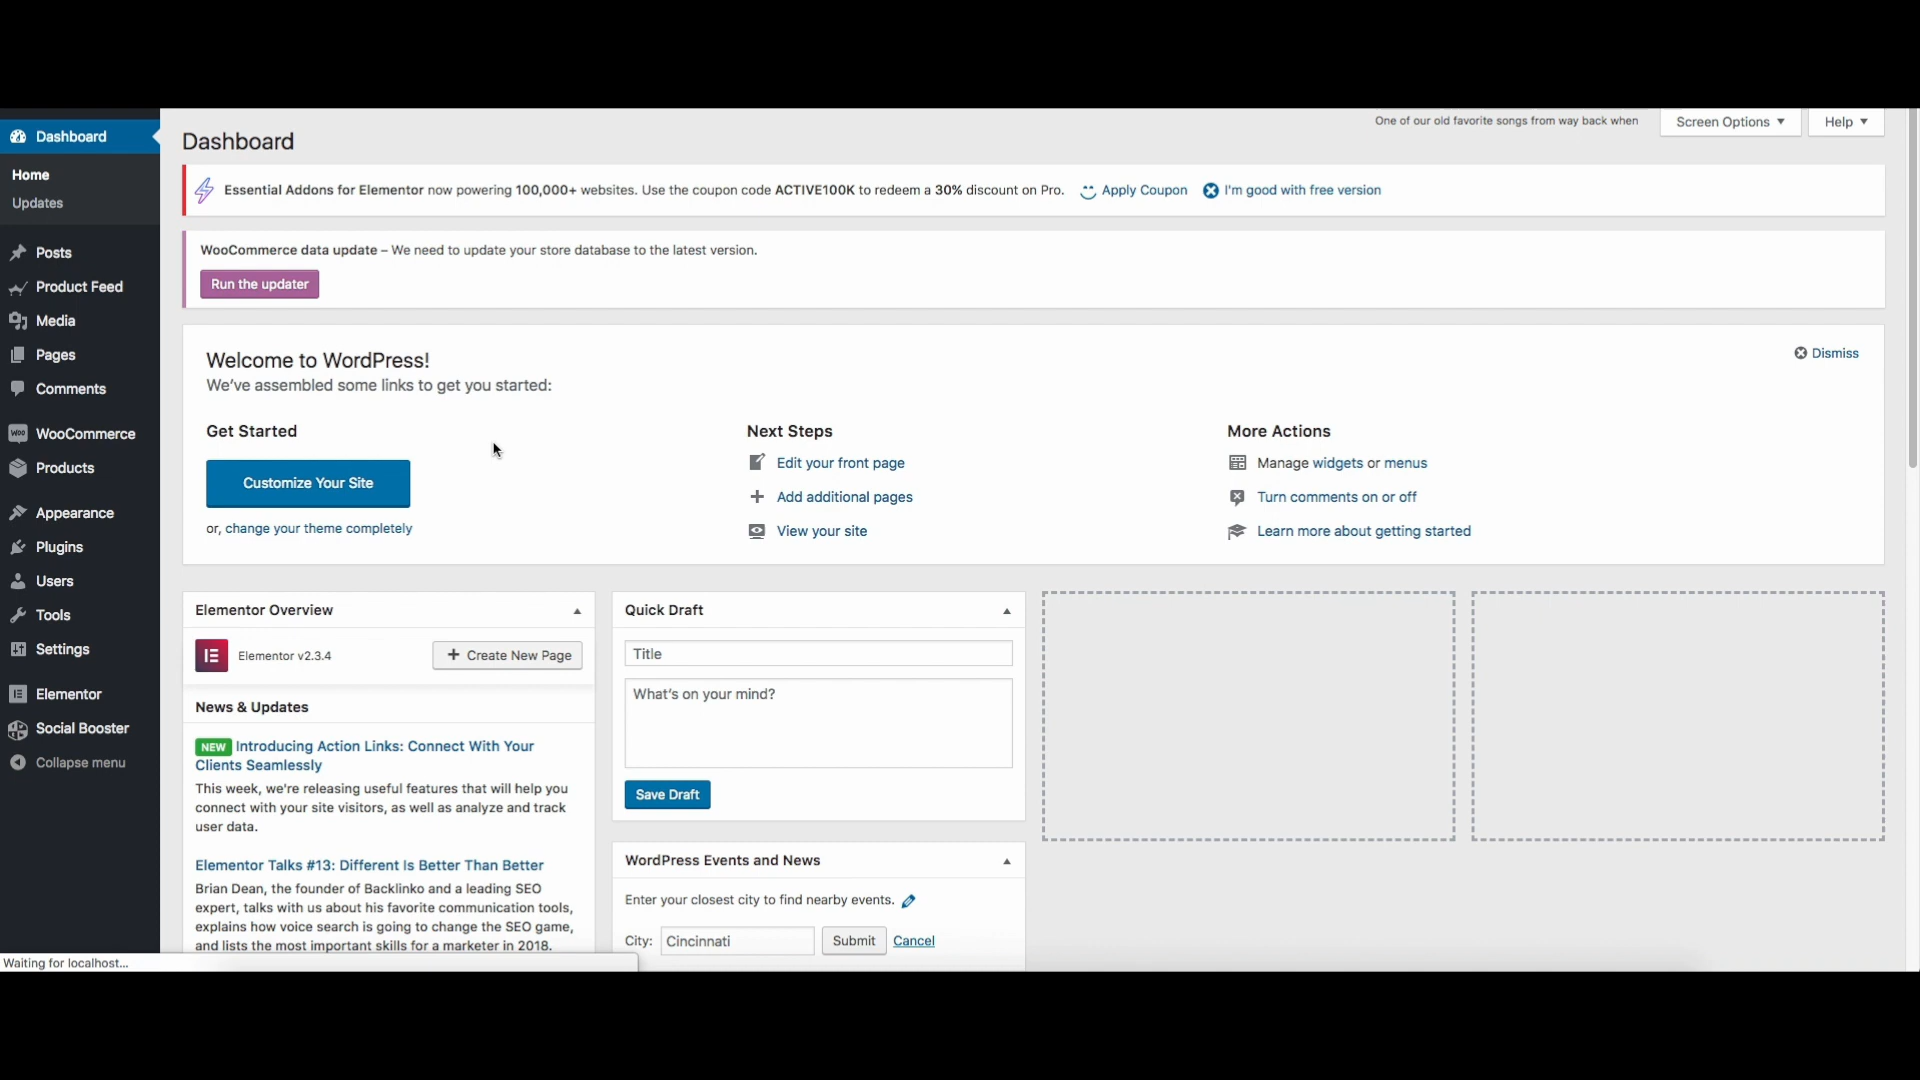 One of our old favorite songs from way back when
Screen Options
Help
Dashboard
Home
Updates
Posts
Product Feed
Media
Pages
Comments
WooCommerce
Products
Appearance
Plugins
Users
Tools
Settings
Elementor
Social Booster
Collapse menu
Dashboard
Essential Addons for Elementor now powering 100,000+ websites. Use the coupon code ACTIVE100K to redeem a 30% discount on Pro. Apply Coupon I'm good with free version
WooCommerce data update – We need to update your store database to the latest version.
Run the updater
Welcome to WordPress!
Dismiss
We've assembled some links to get you started:
Get Started
Customize Your Site
or, change your theme completely
Next Steps
Edit your front page
Add additional pages
View your site
More Actions
Manage widgets or menus
Turn comments on or off
Learn more about getting started
Elementor Overview
Elementor v2.3.4
+ Create New Page
News & Updates
NEW Introducing Action Links: Connect With Your
Clients Seamlessly
This week, we're releasing useful features that will help you
connect with your site visitors, as well as analyze and track
user data.
Elementor Talks #13: Different Is Better Than Better
Brian Dean, the founder of Backlinko and a leading SEO
expert, talks with us about his favorite communication tools,
explains how voice search is going to change the SEO game,
and lists the most important skills for a marketer in 2018.
Quick Draft
Title
What's on your mind?
Save Draft
WordPress Events and News
Enter your closest city to find nearby events.
City: Cincinnati Submit Cancel
Waiting for localhost...